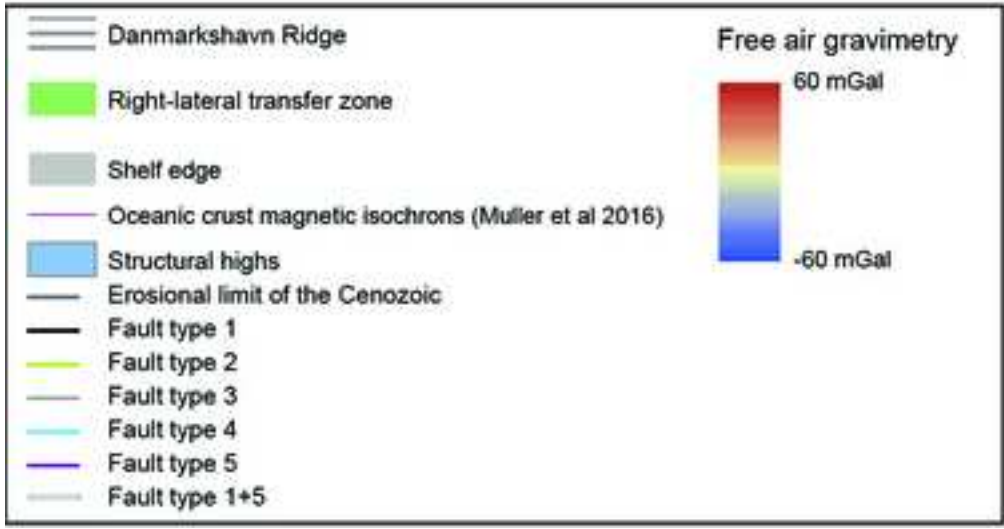 Danmarkshavn Ridge
Right-lateral transfer zone
Shelf edge
Oceanic crust magnetic isochrons (Muller et al 2016)
Structural highs
Erosional limit of the Cenozoic
Fault type 1
Fault type 2
Fault type 3
Fault type 4
Fault type 5
Fault type 1+5
Free air gravimetry
60 mGal
-60 mGal